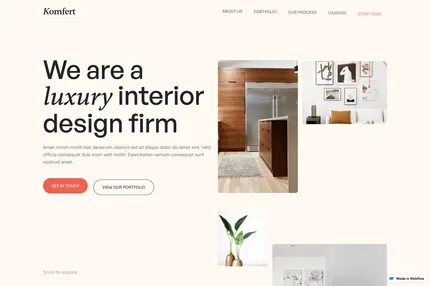 Komfert
ABOUT US
PORTFOLIO
OUR PROCESS
CAREERS
START NOW
We are a
luxury interior
design firm
Amet minim mollit non deserunt ullamco est sit aliqua dolor do amet sint. Velit
officia consequat duis enim velit mollit. Exercitation veniam consequat sunt
nostrud amet.
GET IN TOUCH
VIEW OUR PORTFOLIO
Scroll to explore
Made in Webflow